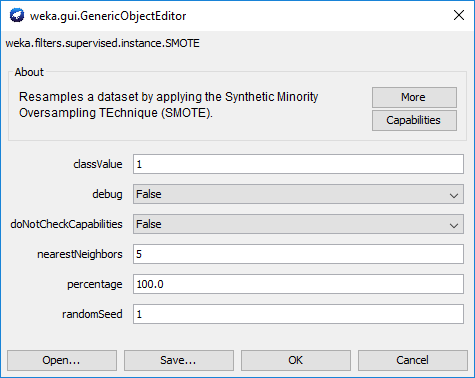 weka.gui.GenericObjectEditor
weka.filters.supervised.instance.SMOTE
About
Resamples a dataset by applying the Synthetic Minority
Oversampling TEchnique (SMOTE).
More
Capabilities
classValue 1
debug False
doNotCheckCapabilities False
nearestNeighbors 5
percentage 100.0
randomSeed 1
Open... Save... OK Cancel